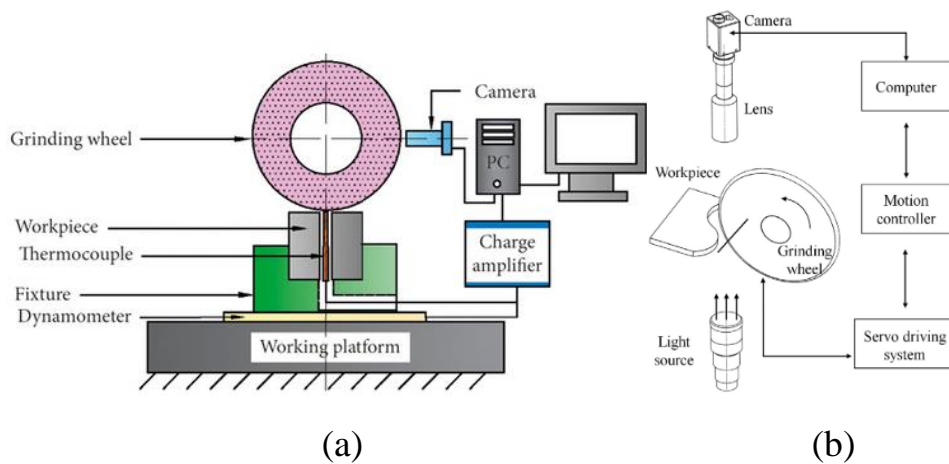 Camera
Grinding wheel
PC
Workpiece
Thermocouple
Charge
amplifier
Fixture
Dynamometer
Working platform
(a)
Camera
Computer
Lens
Workpiece
Motion
controller
Grinding
wheel
Light
source
Servo driving
system
(b)